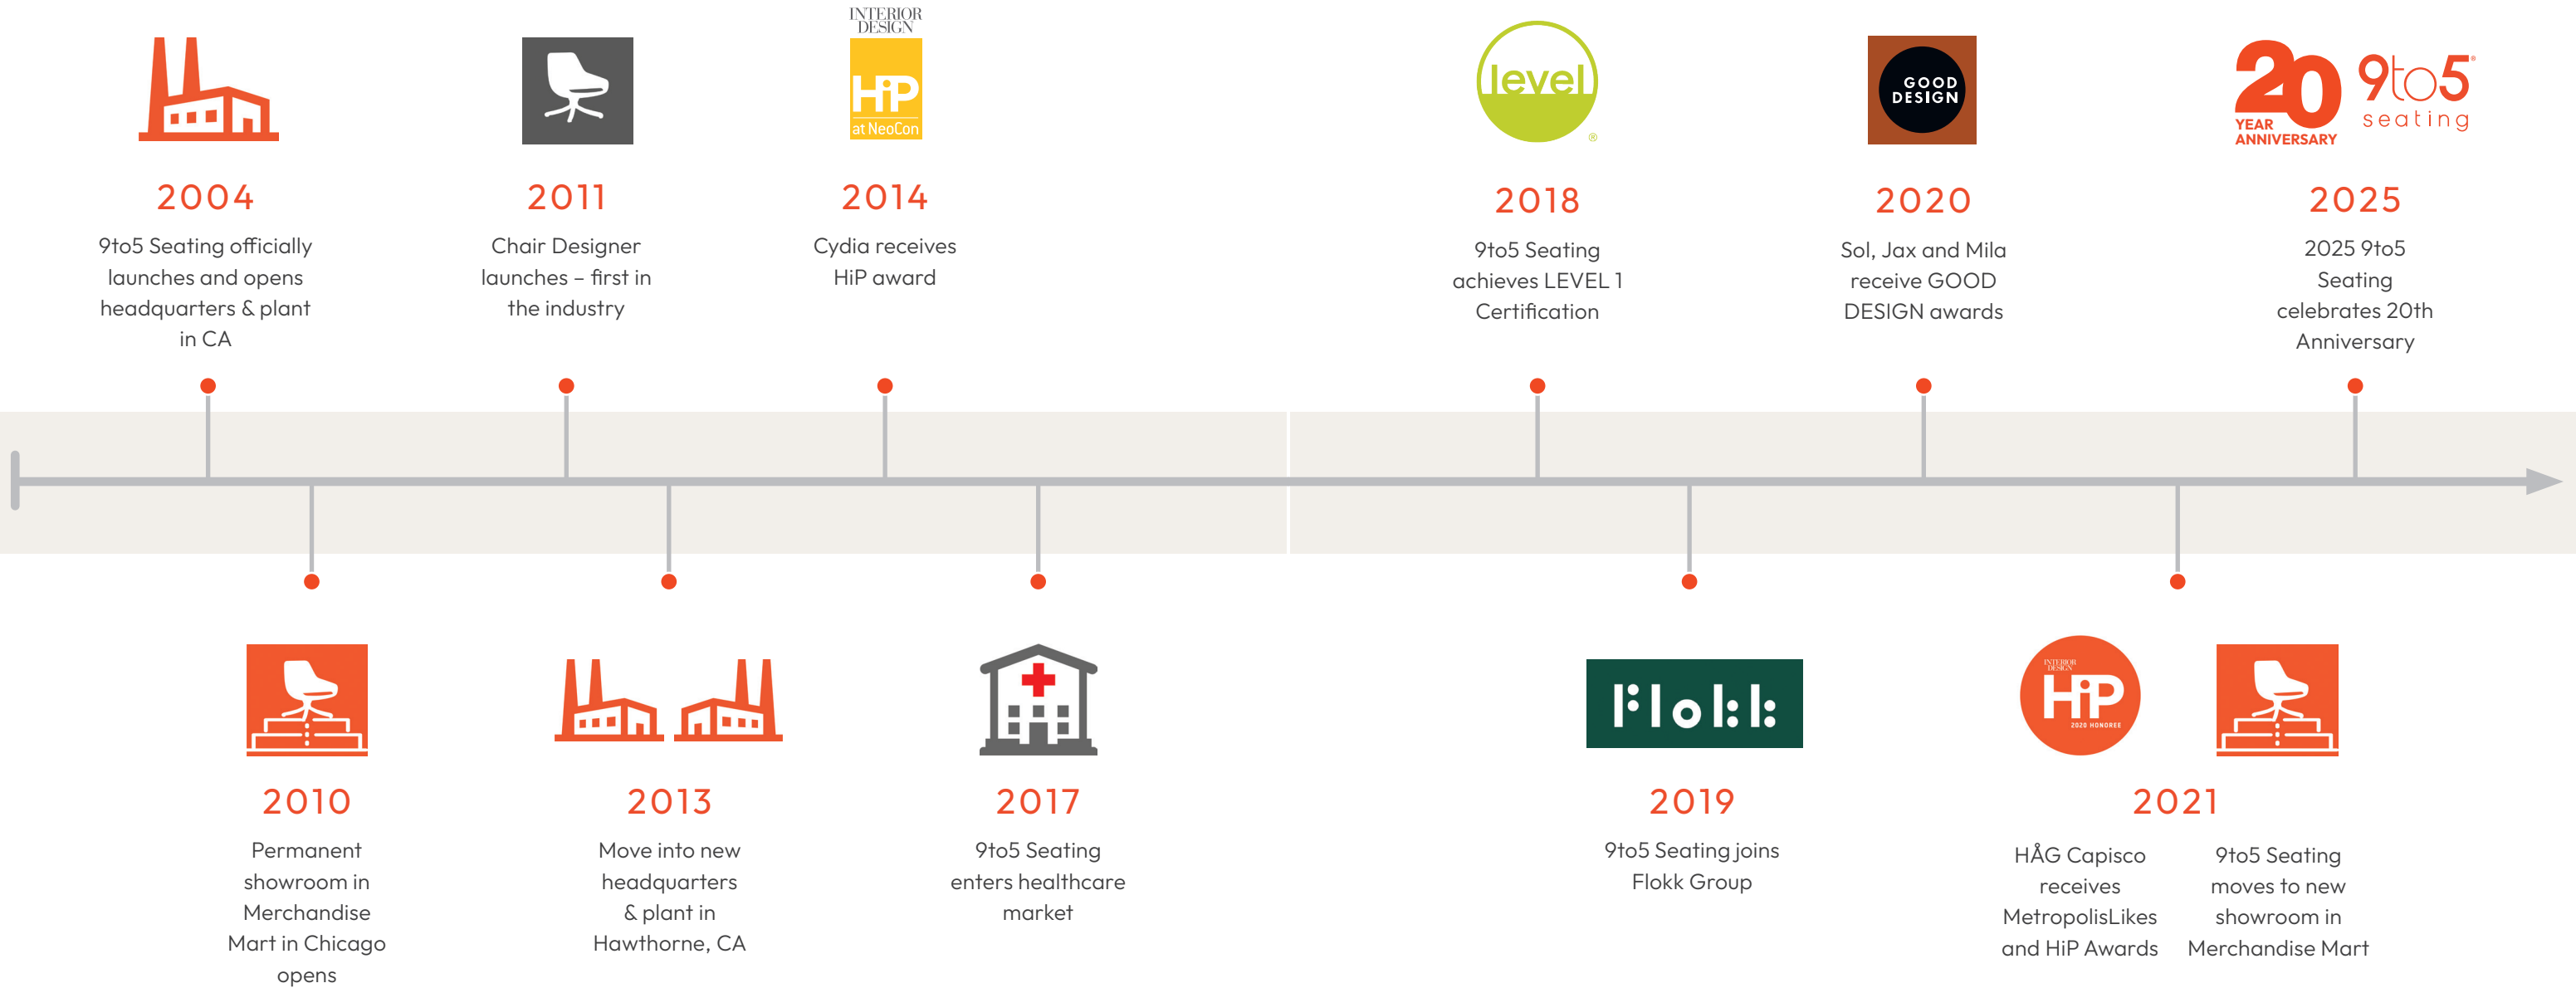 2004
9to5 Seating officially
launches and opens
headquarters & plant
in CA
2011
Chair Designer
launches – first in
the industry
INTERIOR
DESIGN
HiP
at NeoCon
2014
Cydia receives
HiP award
level
®
2018
9to5 Seating
achieves LEVEL 1
Certification
GOOD
DESIGN
2020
Sol, Jax and Mila
receive GOOD
DESIGN awards
20
YEAR
ANNIVERSARY
9to5®
seating
2025
2025 9to5
Seating
celebrates 20th
Anniversary
2010
Permanent
showroom in
Merchandise
Mart in Chicago
opens
2013
Move into new
headquarters
& plant in
Hawthorne, CA
2017
9to5 Seating
enters healthcare
market
Flokk
2019
9to5 Seating joins
Flokk Group
INTERIOR
DESIGN
HiP
2020 HONOREE
2021
HÅG Capisco
receives
MetropolisLikes
and HiP Awards
9to5 Seating
moves to new
showroom in
Merchandise Mart